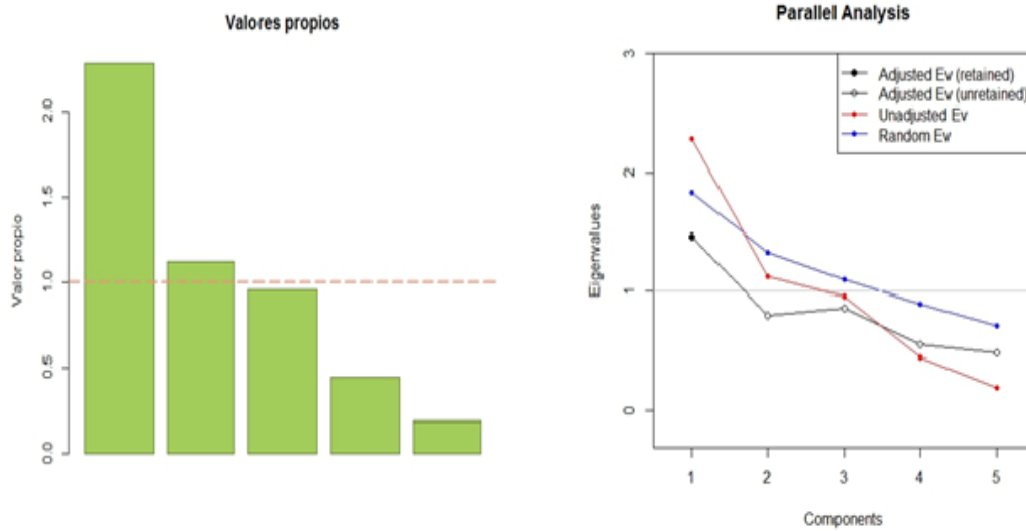 Valores propios
Valor propio
2.0
1.5
1.0
0.5
0.0
Parallel Analysis
Adjusted Ev (retained)
Adjusted Ev (unretained)
Unadjusted Ev
Random Ev
Eigenvalues
3
2
1
0
1 2 3 4 5
Components